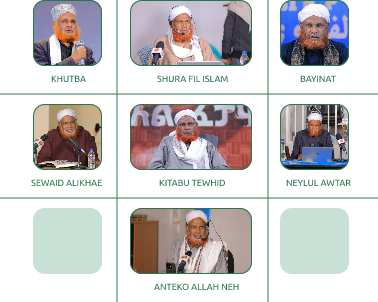 KHUTBA
SHURA FIL ISLAM
BAYINAT
SEWAID ALIKHAE
KITABU TEWHID
NEYLUL AWTAR
ANTEKO ALLAH NEH